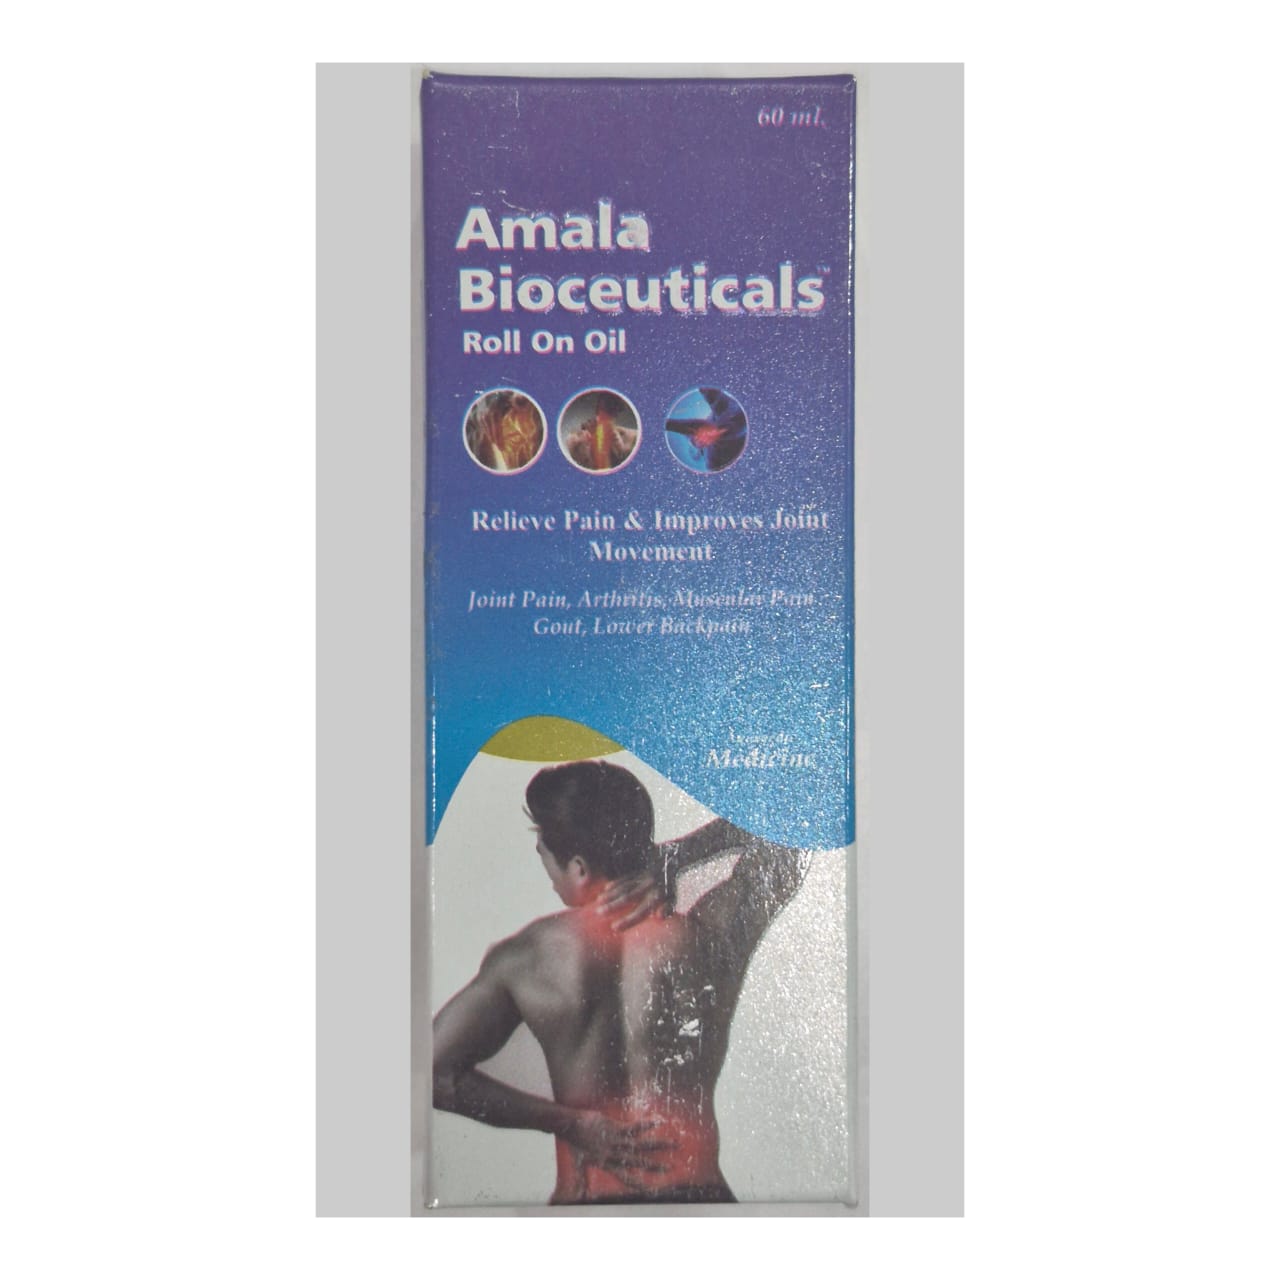 60 ml.
Amala
Bioceuticals™
Roll On Oil
Relieve Pain & Improves Joint
Movement
Joint Pain, Arthritis, Muscular Pain
Gout, Lower Backpain
Medicine